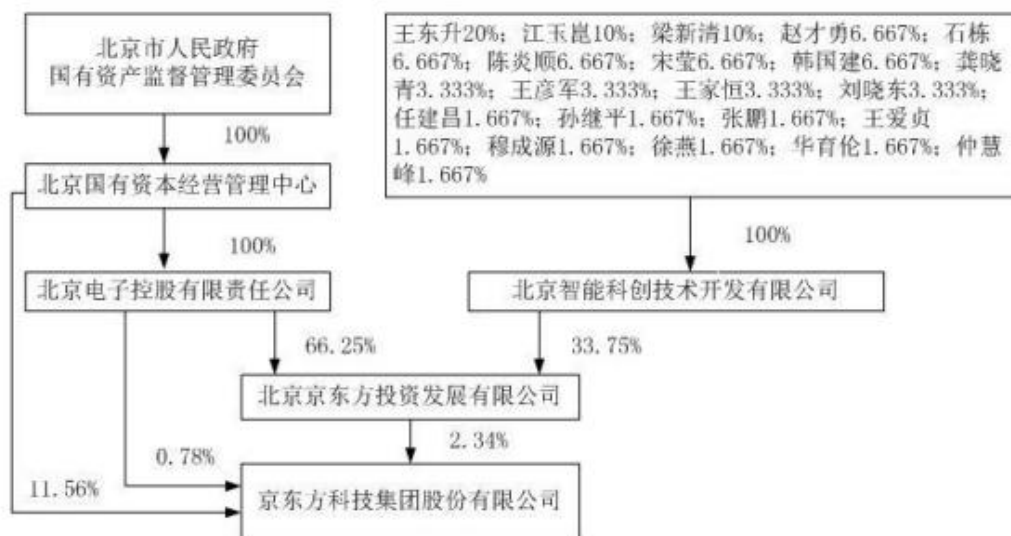 北京市人民政府
国有资产监督管理委员会
王东升20%；江玉崑10%；梁新清10%；赵才勇6.667%；石栋
6.667%；陈炎顺6.667%；宋莹6.667%；韩国建6.667%；龚晓
青3.333%；王彦军3.333%；王家恒3.333%；刘晓东3.333%；
任建昌1.667%；孙继平1.667%；张鹏1.667%；王爱贞
1.667%；穆成源1.667%；徐燕1.667%；华育伦1.667%；仲慧
峰1.667%
100%
北京国有资本经营管理中心
100%
100%
北京电子控股有限责任公司
北京智能科创技术开发有限公司
66.25%
33.75%
北京京东方投资发展有限公司
2.34%
0.78%
11.56%
京东方科技集团股份有限公司